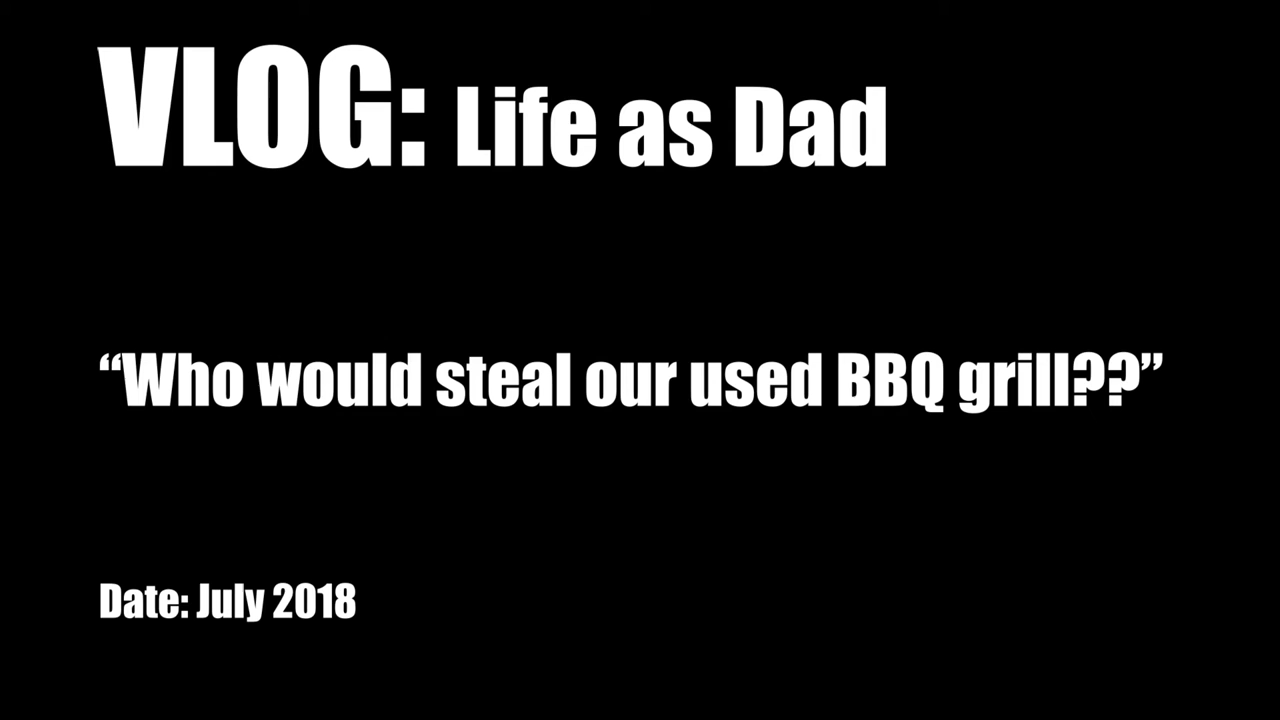 VLOG: Life as Dad
“Who would steal our used BBQ grill??”
Date: July 2018